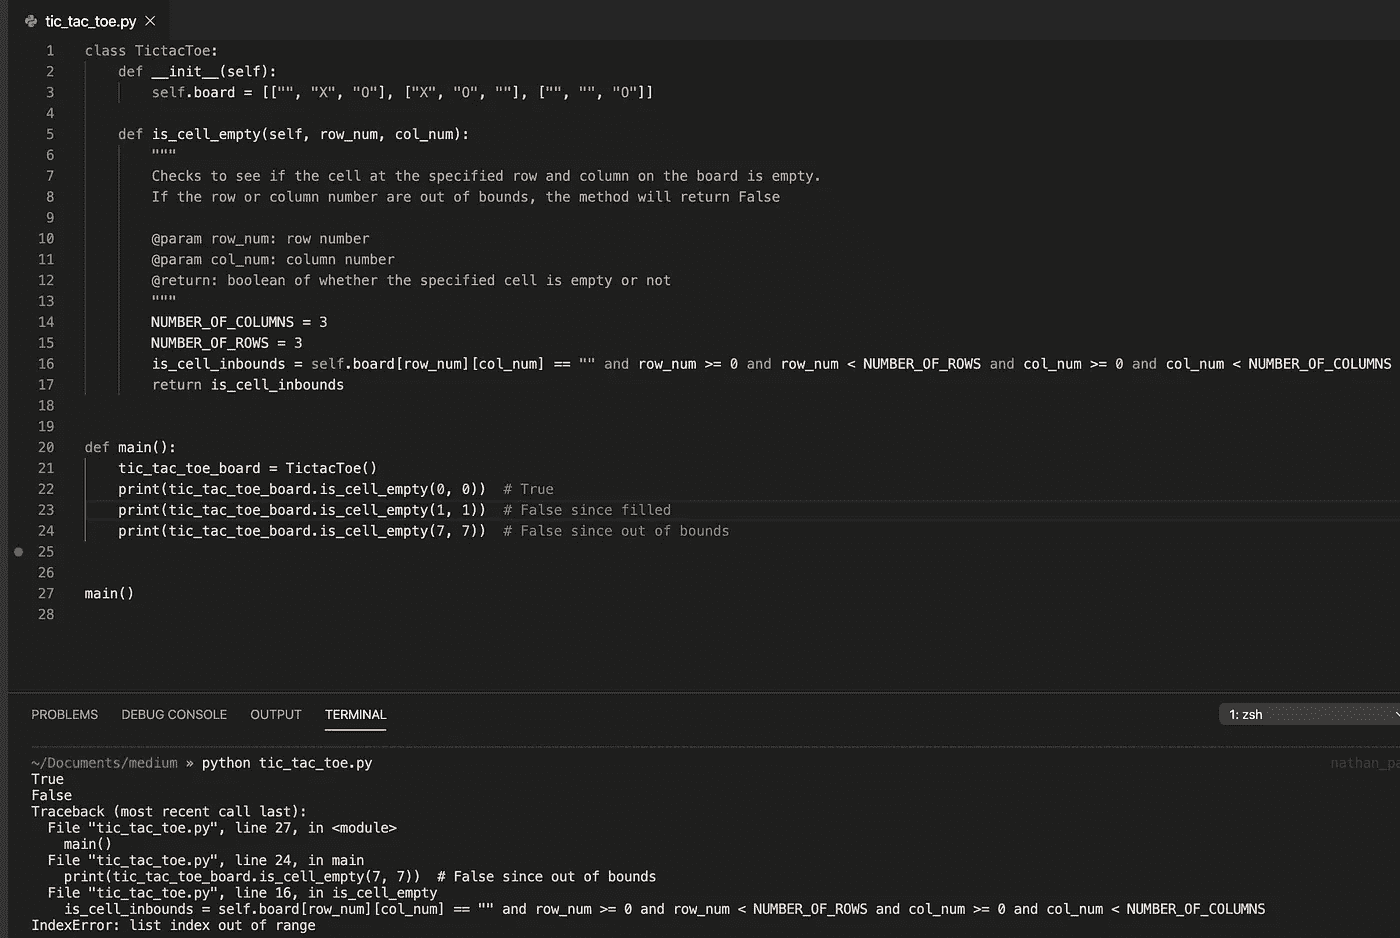 tic_tac_toe.py ×
1 class TictacToe:
2     def __init__(self):
3         self.board = [["", "X", "O"], ["X", "O", ""], ["", "", "O"]]
4
5     def is_cell_empty(self, row_num, col_num):
6         """
7         Checks to see if the cell at the specified row and column on the board is empty.
8         If the row or column number are out of bounds, the method will return False
9
10         @param row_num: row number
11         @param col_num: column number
12         @return: boolean of whether the specified cell is empty or not
13         """
14         NUMBER_OF_COLUMNS = 3
15         NUMBER_OF_ROWS = 3
16         is_cell_inbounds = self.board[row_num][col_num] == "" and row_num >= 0 and row_num < NUMBER_OF_ROWS and col_num >= 0 and col_num < NUMBER_OF_COLUMNS
17         return is_cell_inbounds
18
19
20 def main():
21     tic_tac_toe_board = TictacToe()
22     print(tic_tac_toe_board.is_cell_empty(0, 0))  # True
23     print(tic_tac_toe_board.is_cell_empty(1, 1))  # False since filled
24     print(tic_tac_toe_board.is_cell_empty(7, 7))  # False since out of bounds
25
26
27 main()
28
PROBLEMS DEBUG CONSOLE OUTPUT TERMINAL 1: zsh
~/Documents/medium » python tic_tac_toe.py
True
False
Traceback (most recent call last):
  File "tic_tac_toe.py", line 27, in <module>
    main()
  File "tic_tac_toe.py", line 24, in main
    print(tic_tac_toe_board.is_cell_empty(7, 7))  # False since out of bounds
  File "tic_tac_toe.py", line 16, in is_cell_empty
    is_cell_inbounds = self.board[row_num][col_num] == "" and row_num >= 0 and row_num < NUMBER_OF_ROWS and col_num >= 0 and col_num < NUMBER_OF_COLUMNS
IndexError: list index out of range